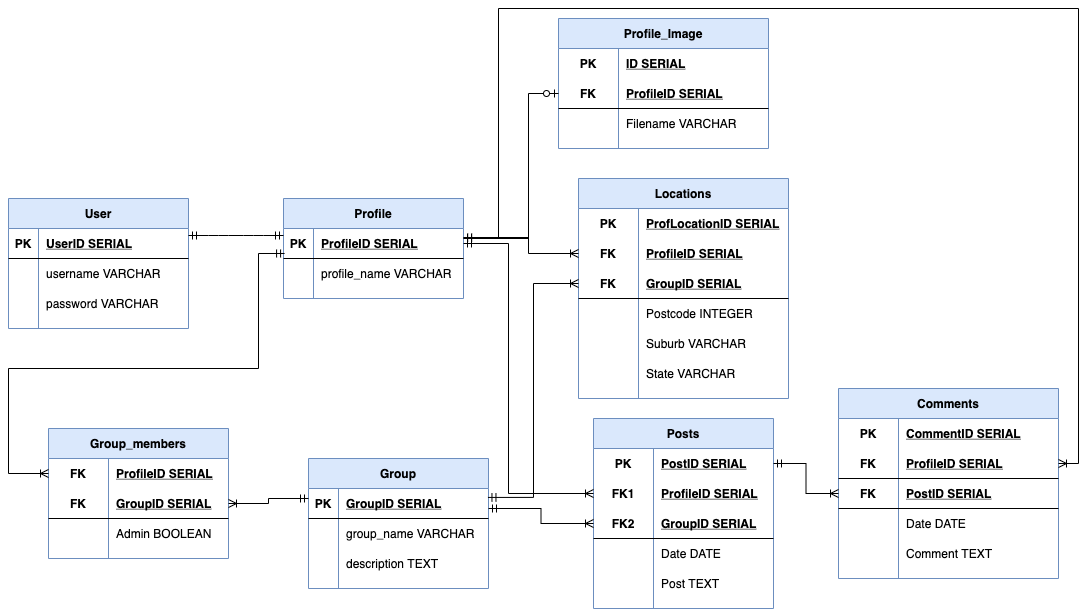 Profile_Image
PK ID SERIAL
FK ProfileID SERIAL
Filename VARCHAR
User
PK UserID SERIAL
username VARCHAR
password VARCHAR
Profile
PK ProfileID SERIAL
profile_name VARCHAR
Locations
PK ProfLocationID SERIAL
FK ProfileID SERIAL
FK GroupID SERIAL
Postcode INTEGER
Suburb VARCHAR
State VARCHAR
Group_members
FK ProfileID SERIAL
FK GroupID SERIAL
Admin BOOLEAN
Group
PK GroupID SERIAL
group_name VARCHAR
description TEXT
Posts
PK PostID SERIAL
FK1 ProfileID SERIAL
FK2 GroupID SERIAL
Date DATE
Post TEXT
Comments
PK CommentID SERIAL
FK ProfileID SERIAL
FK PostID SERIAL
Date DATE
Comment TEXT